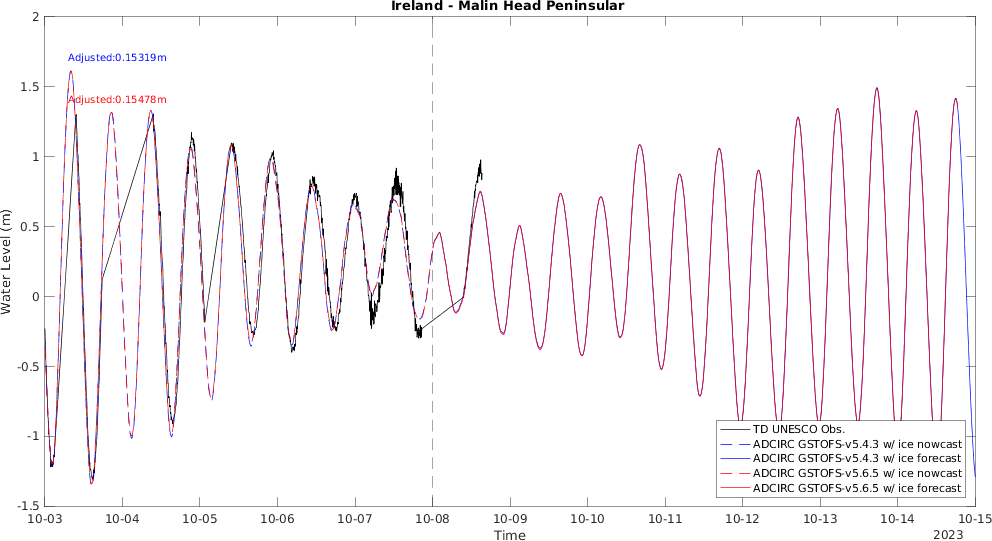 Ireland - Malin Head Peninsular
Water Level (m)
2
1.5
1
0.5
0
-0.5
-1
-1.5
Adjusted:0.15319m
Adjusted:0.15478m
TD UNESCO Obs.
ADCIRC GSTOFS-v5.4.3 w/ ice nowcast
ADCIRC GSTOFS-v5.4.3 w/ ice forecast
ADCIRC GSTOFS-v5.6.5 w/ ice nowcast
ADCIRC GSTOFS-v5.6.5 w/ ice forecast
10-03 10-04 10-05 10-06 10-07 10-08 10-09 10-10 10-11 10-12 10-13 10-14 10-15
Time
2023